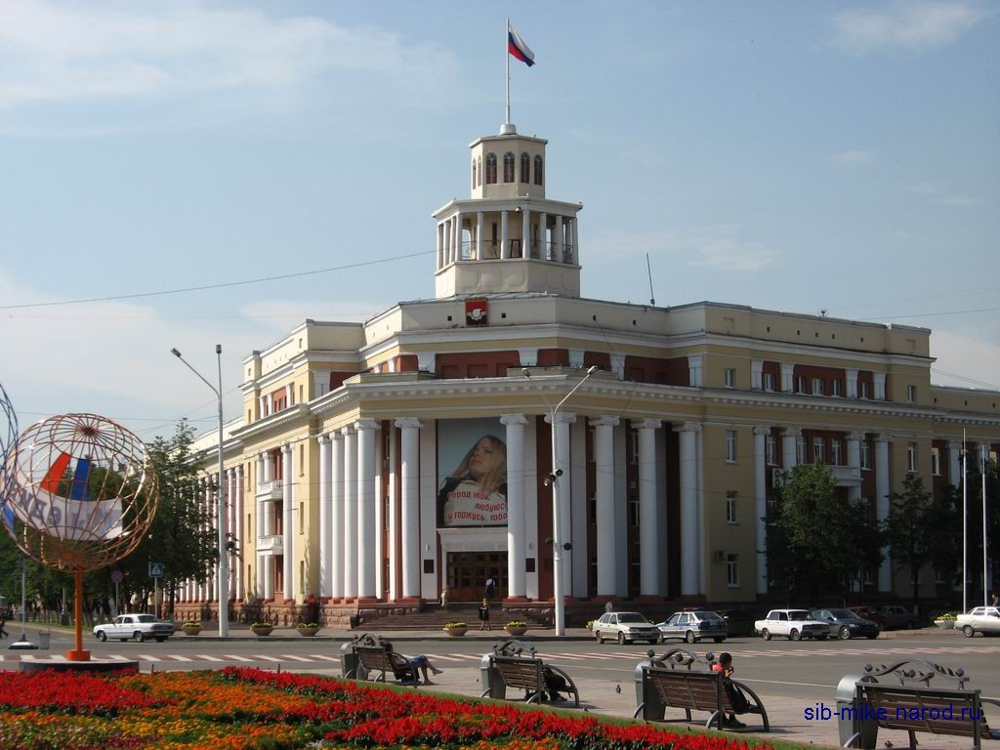 город мой,
любуюсь
и горжусь тобой
sib-mike.narod.ru